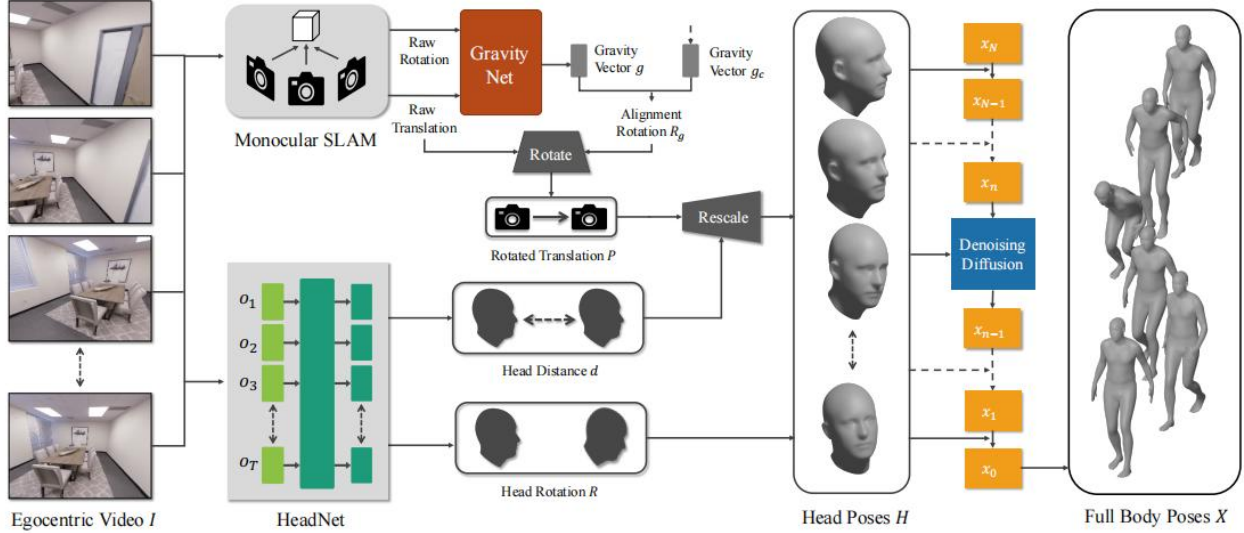 Raw
Rotation
Gravity
Net
Gravity
Vector g
Gravity
Vector g_c
Monocular SLAM
Raw
Translation
Alignment
Rotation R_g
Rotate
Rescale
Rotated Translation P
o_1
o_2
o_3
o_T
Head Distance d
Head Rotation R
x_N
x_{N-1}
x_n
Denoising
Diffusion
x_{n-1}
x_1
x_0
Egocentric Video I
HeadNet
Head Poses H
Full Body Poses X